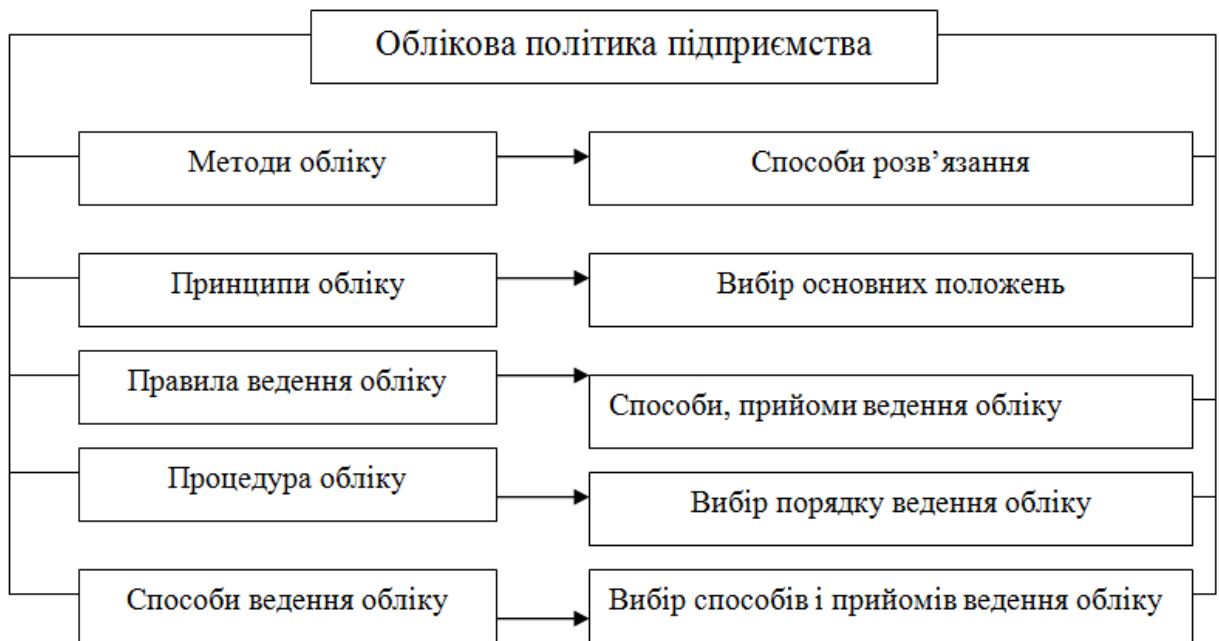 Облікова політика підприємства
Методи обліку
Способи розв’язання
Принципи обліку
Вибір основних положень
Правила ведення обліку
Способи, прийоми ведення обліку
Процедура обліку
Вибір порядку ведення обліку
Способи ведення обліку
Вибір способів і прийомів ведення обліку